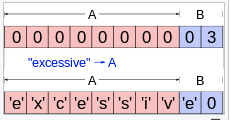 A B
0 0 0 0 0 0 0 0 0 3
"excessive" → A
A B
'e' 'x' 'c' 'e' 's' 's' 'i' 'v' 'e' 0